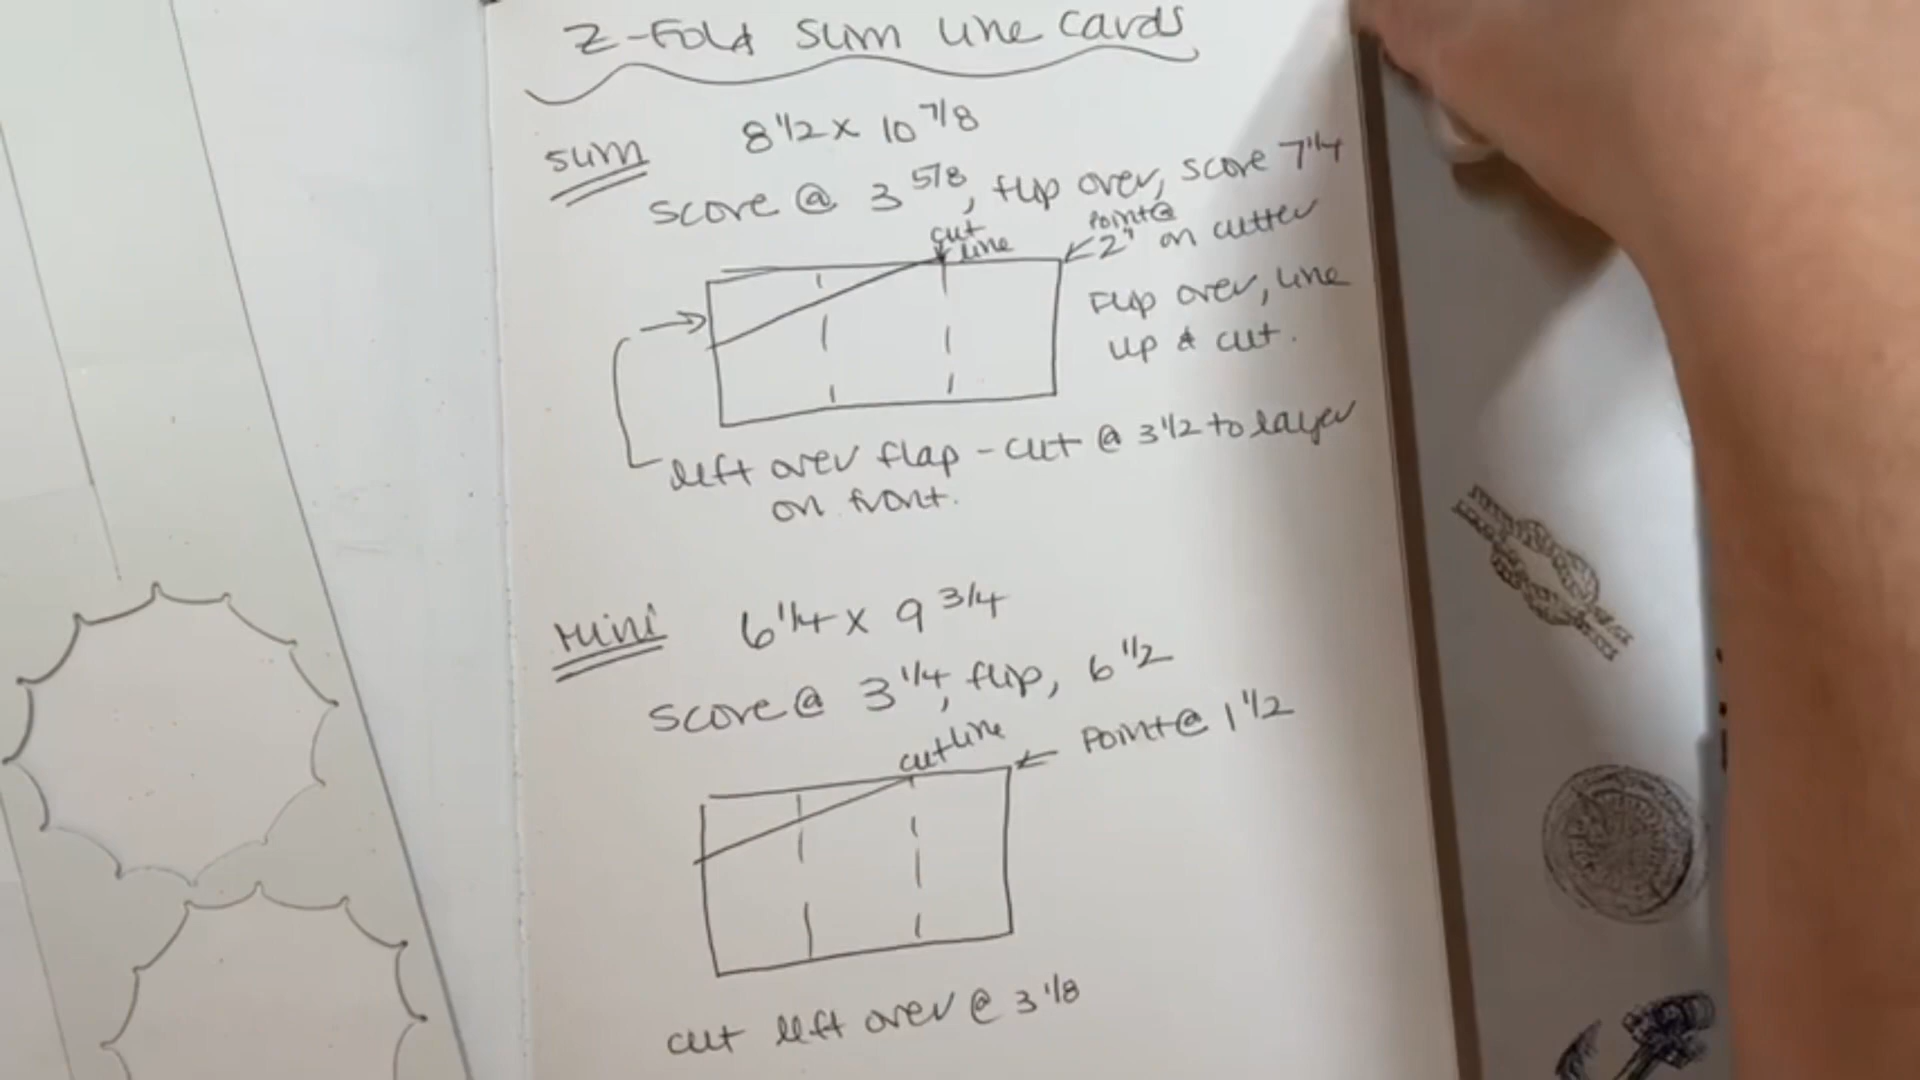 Z-Fold Slim Line Cards
Slim 8 1/2 x 10 7/8
Score @ 3 5/8, flip over, score 7 1/4
cut line
Point @ 2" on cutter
Flip over, line up & cut.
left over flap - cut @ 3 1/2 to layer
on front.
Mini 6 1/4 x 9 3/4
Score @ 3 1/4, flip, 6 1/2
cut line
Point @ 1 1/2
cut left over @ 3 1/8